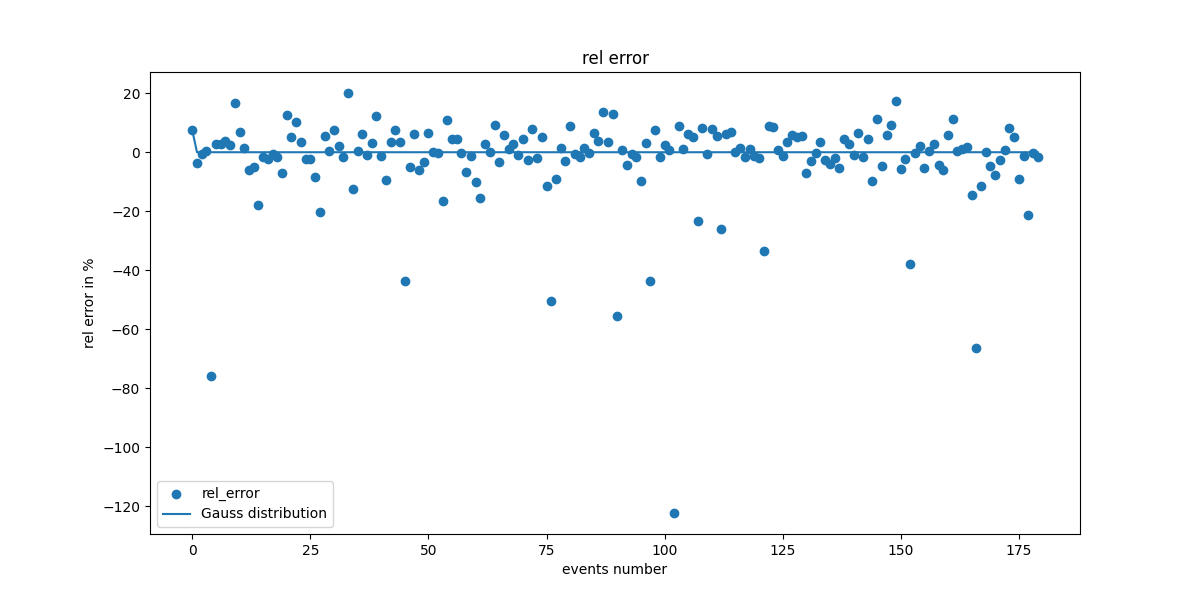 rel error
20
0
−20
−40
−60
−80
−100
−120
rel error in %
rel_error
Gauss distribution
0 25 50 75 100 125 150 175
events number